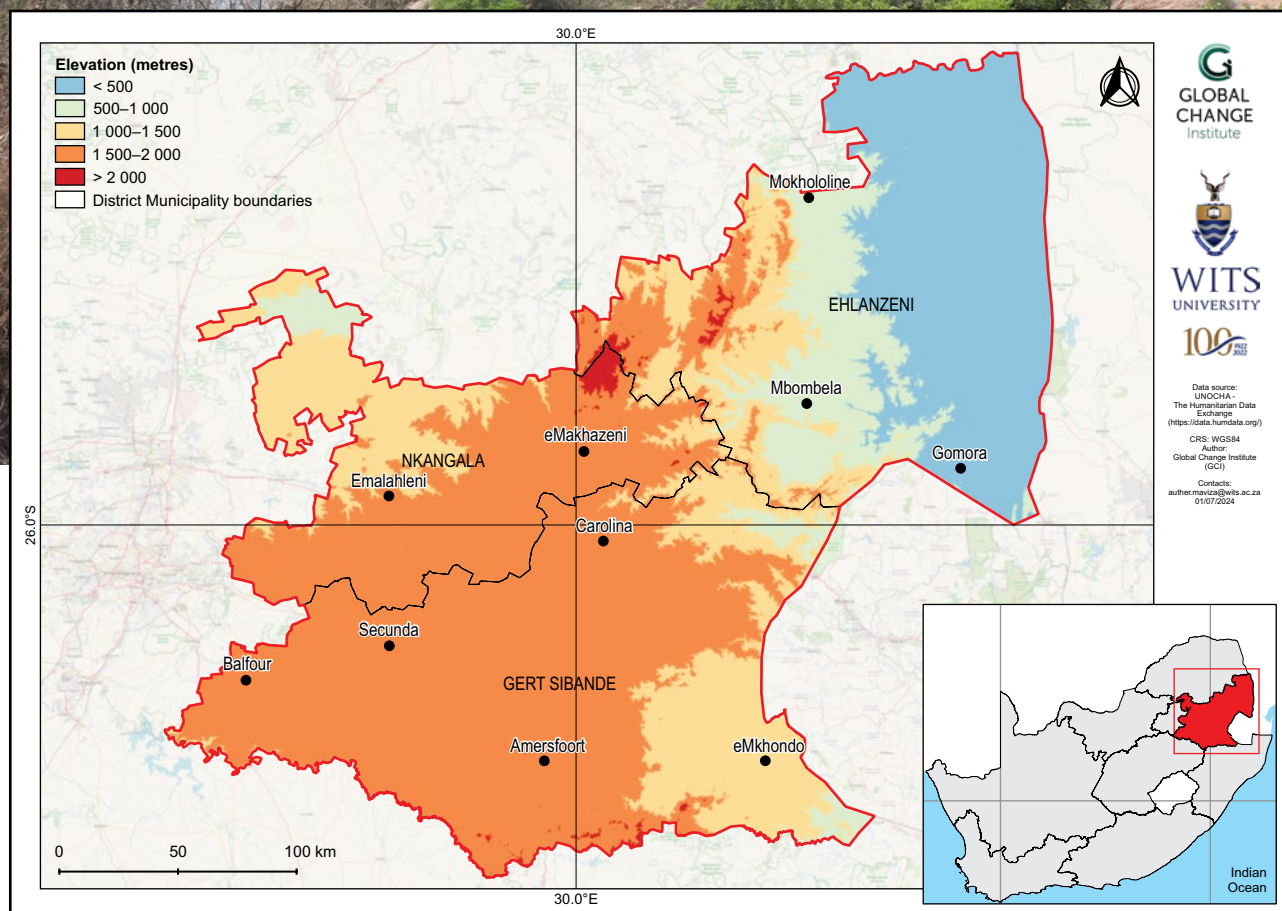 30.0°E
Elevation (metres)
< 500
500–1 000
1 000–1 500
1 500–2 000
> 2 000
District Municipality boundaries
GLOBAL
CHANGE
Institute
Mokhololine
EHLANZENI
WITS
UNIVERSITY
100 1922
2022
Mbombela
eMakhazeni
NKANGALA
Emalahleni
Gomora
26.0°S
Carolina
Data source:
UNOCHA -
The Humanitarian Data
Exchange
(https://data.humdata.org/)
CRS: WGS84
Author:
Global Change Institute
(GCI)
Contacts:
auther.maviza@wits.ac.za
01/07/2024
Secunda
Balfour
GERT SIBANDE
Amersfoort
eMkhondo
0 50 100 km
30.0°E
Indian
Ocean